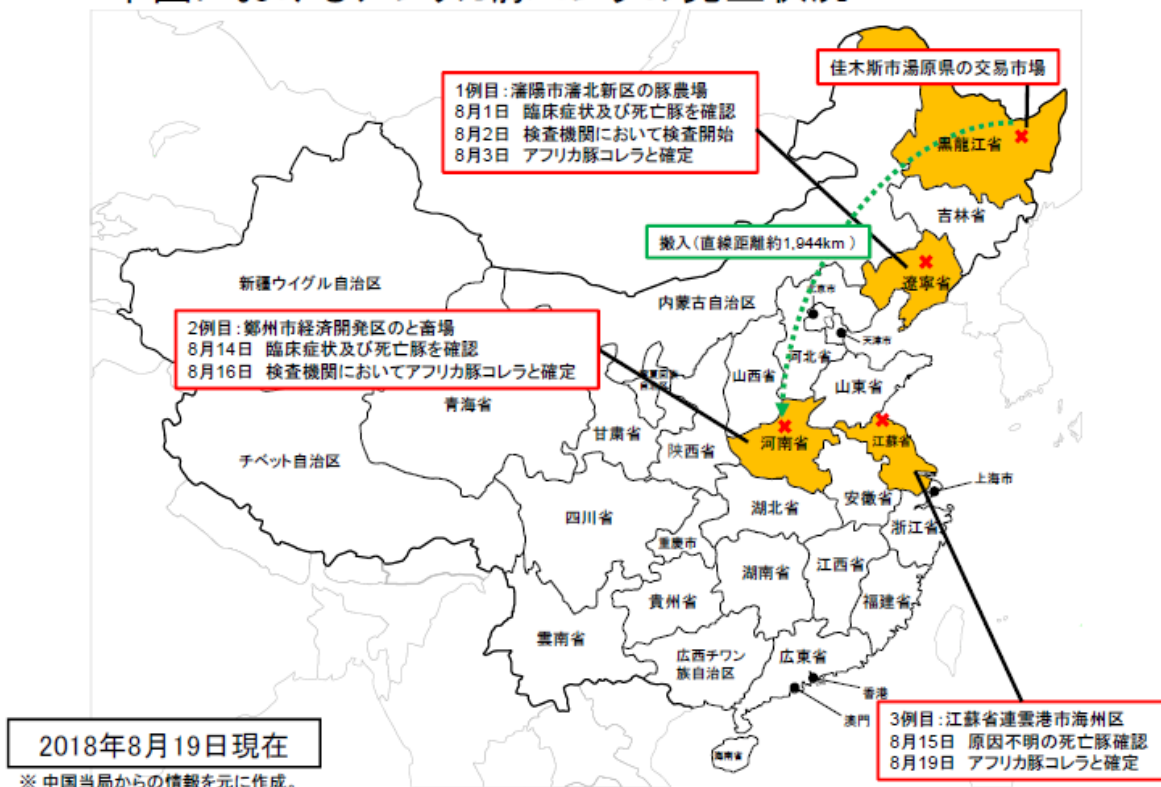 佳木斯市湯原県の交易市場
1例目:瀋陽市瀋北新区の豚農場
8月1日 臨床症状及び死亡豚を確認
8月2日 検査機関において検査開始
8月3日 アフリカ豚コレラと確定
黒龍江省
吉林省
搬入(直線距離約1,944km)
遼寧省
新疆ウイグル自治区
内蒙古自治区
天津市
2例目:鄭州市経済開発区のと畜場
8月14日 臨床症状及び死亡豚を確認
8月16日 検査機関においてアフリカ豚コレラと確定
河北省
山西省
山東省
青海省
甘粛省
陝西省
河南省
江蘇省
チベット自治区
上海市
安徽省
湖北省
四川省
浙江省
重慶市
湖南省
江西省
貴州省
福建省
雲南省
広西チワン
族自治区
広東省
香港
澳門
海南省
3例目:江蘇省連雲港市海州区
8月15日 原因不明の死亡豚確認
8月19日 アフリカ豚コレラと確定
2018年8月19日現在
※ 中国当局からの情報を元に作成。